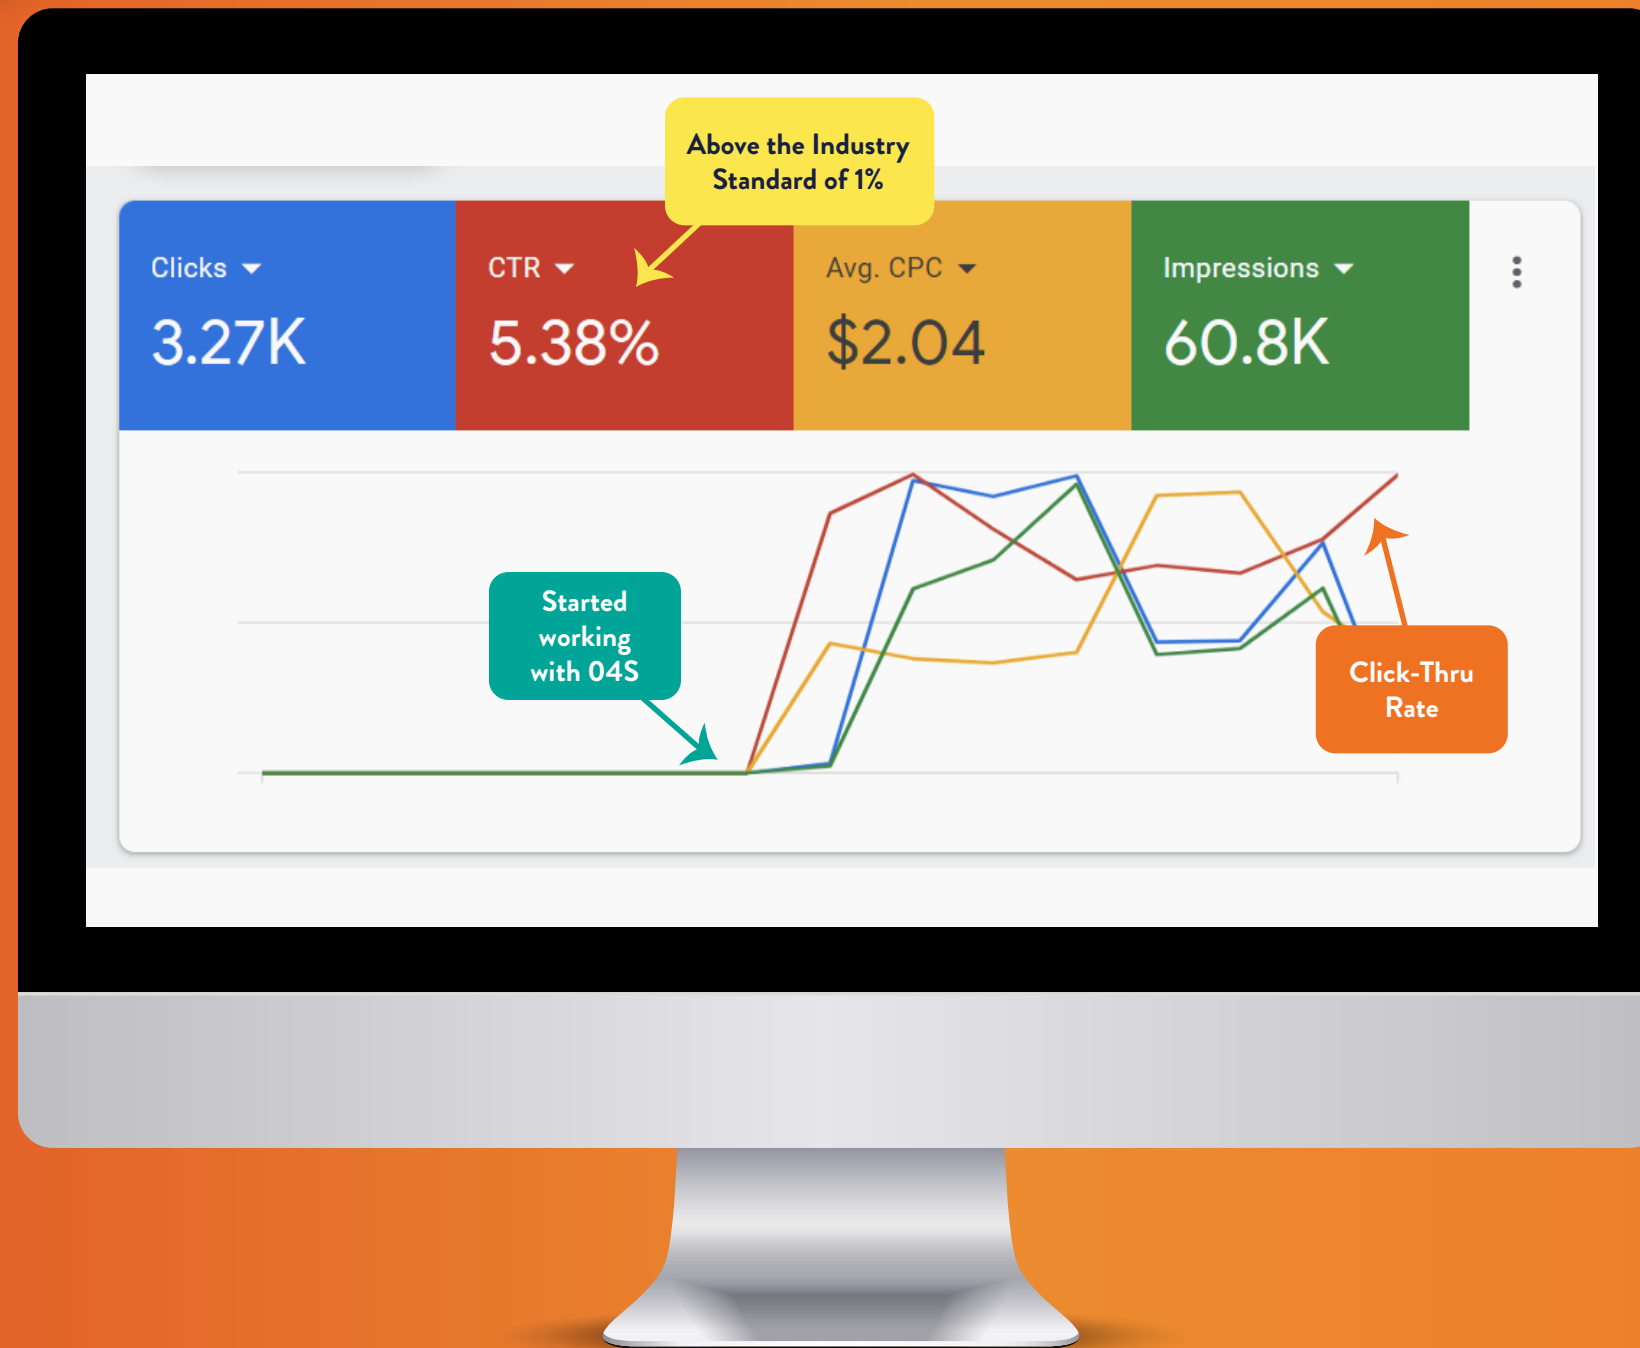 Above the Industry
Standard of 1%
Clicks
CTR
Avg. CPC
Impressions
3.27K
5.38%
$2.04
60.8K
Started
working
with 04S
Click-Thru
Rate